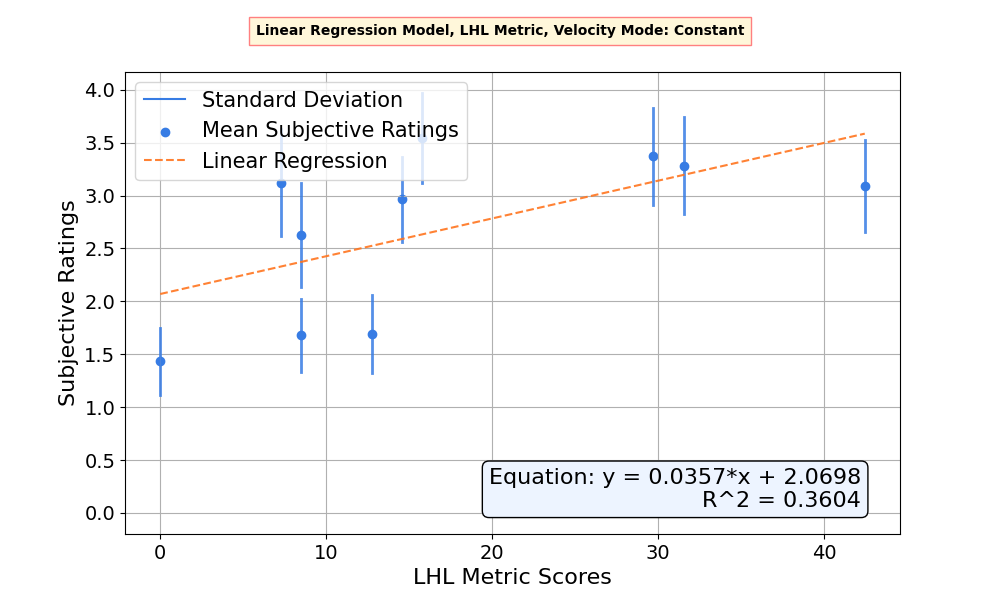 Linear Regression Model, LHL Metric, Velocity Mode: Constant
Standard Deviation
Mean Subjective Ratings
Linear Regression
4.0
3.5
3.0
2.5
2.0
1.5
1.0
0.5
0.0
Subjective Ratings
Equation: y = 0.0357*x + 2.0698
R^2 = 0.3604
0 10 20 30 40
LHL Metric Scores